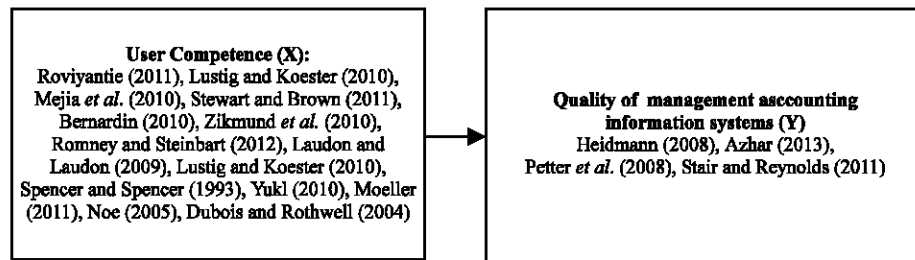 User Competence (X):
Roviyantie (2011), Lustig and Koester (2010),
Mejia et al. (2010), Stewart and Brown (2011),
Bernardin (2010), Zikmund et al. (2010),
Romney and Steinbart (2012), Laudon and
Laudon (2009), Lustig and Koester (2010),
Spencer and Spencer (1993), Yukl (2010), Moeller
(2011), Noe (2005), Dubois and Rothwell (2004)
Quality of management asccounting
information systems (Y)
Heidmann (2008), Azhar (2013),
Petter et al. (2008), Stair and Reynolds (2011)